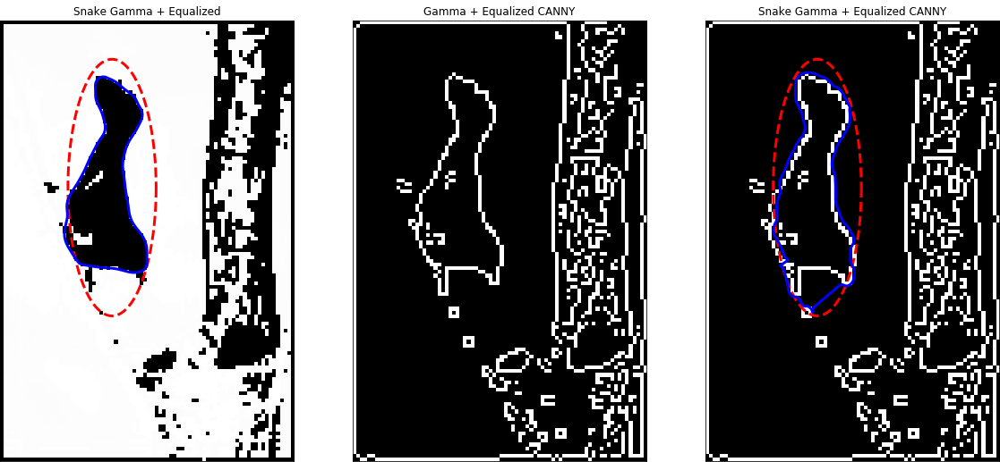 Snake Gamma + Equalized
Gamma + Equalized CANNY
Snake Gamma + Equalized CANNY